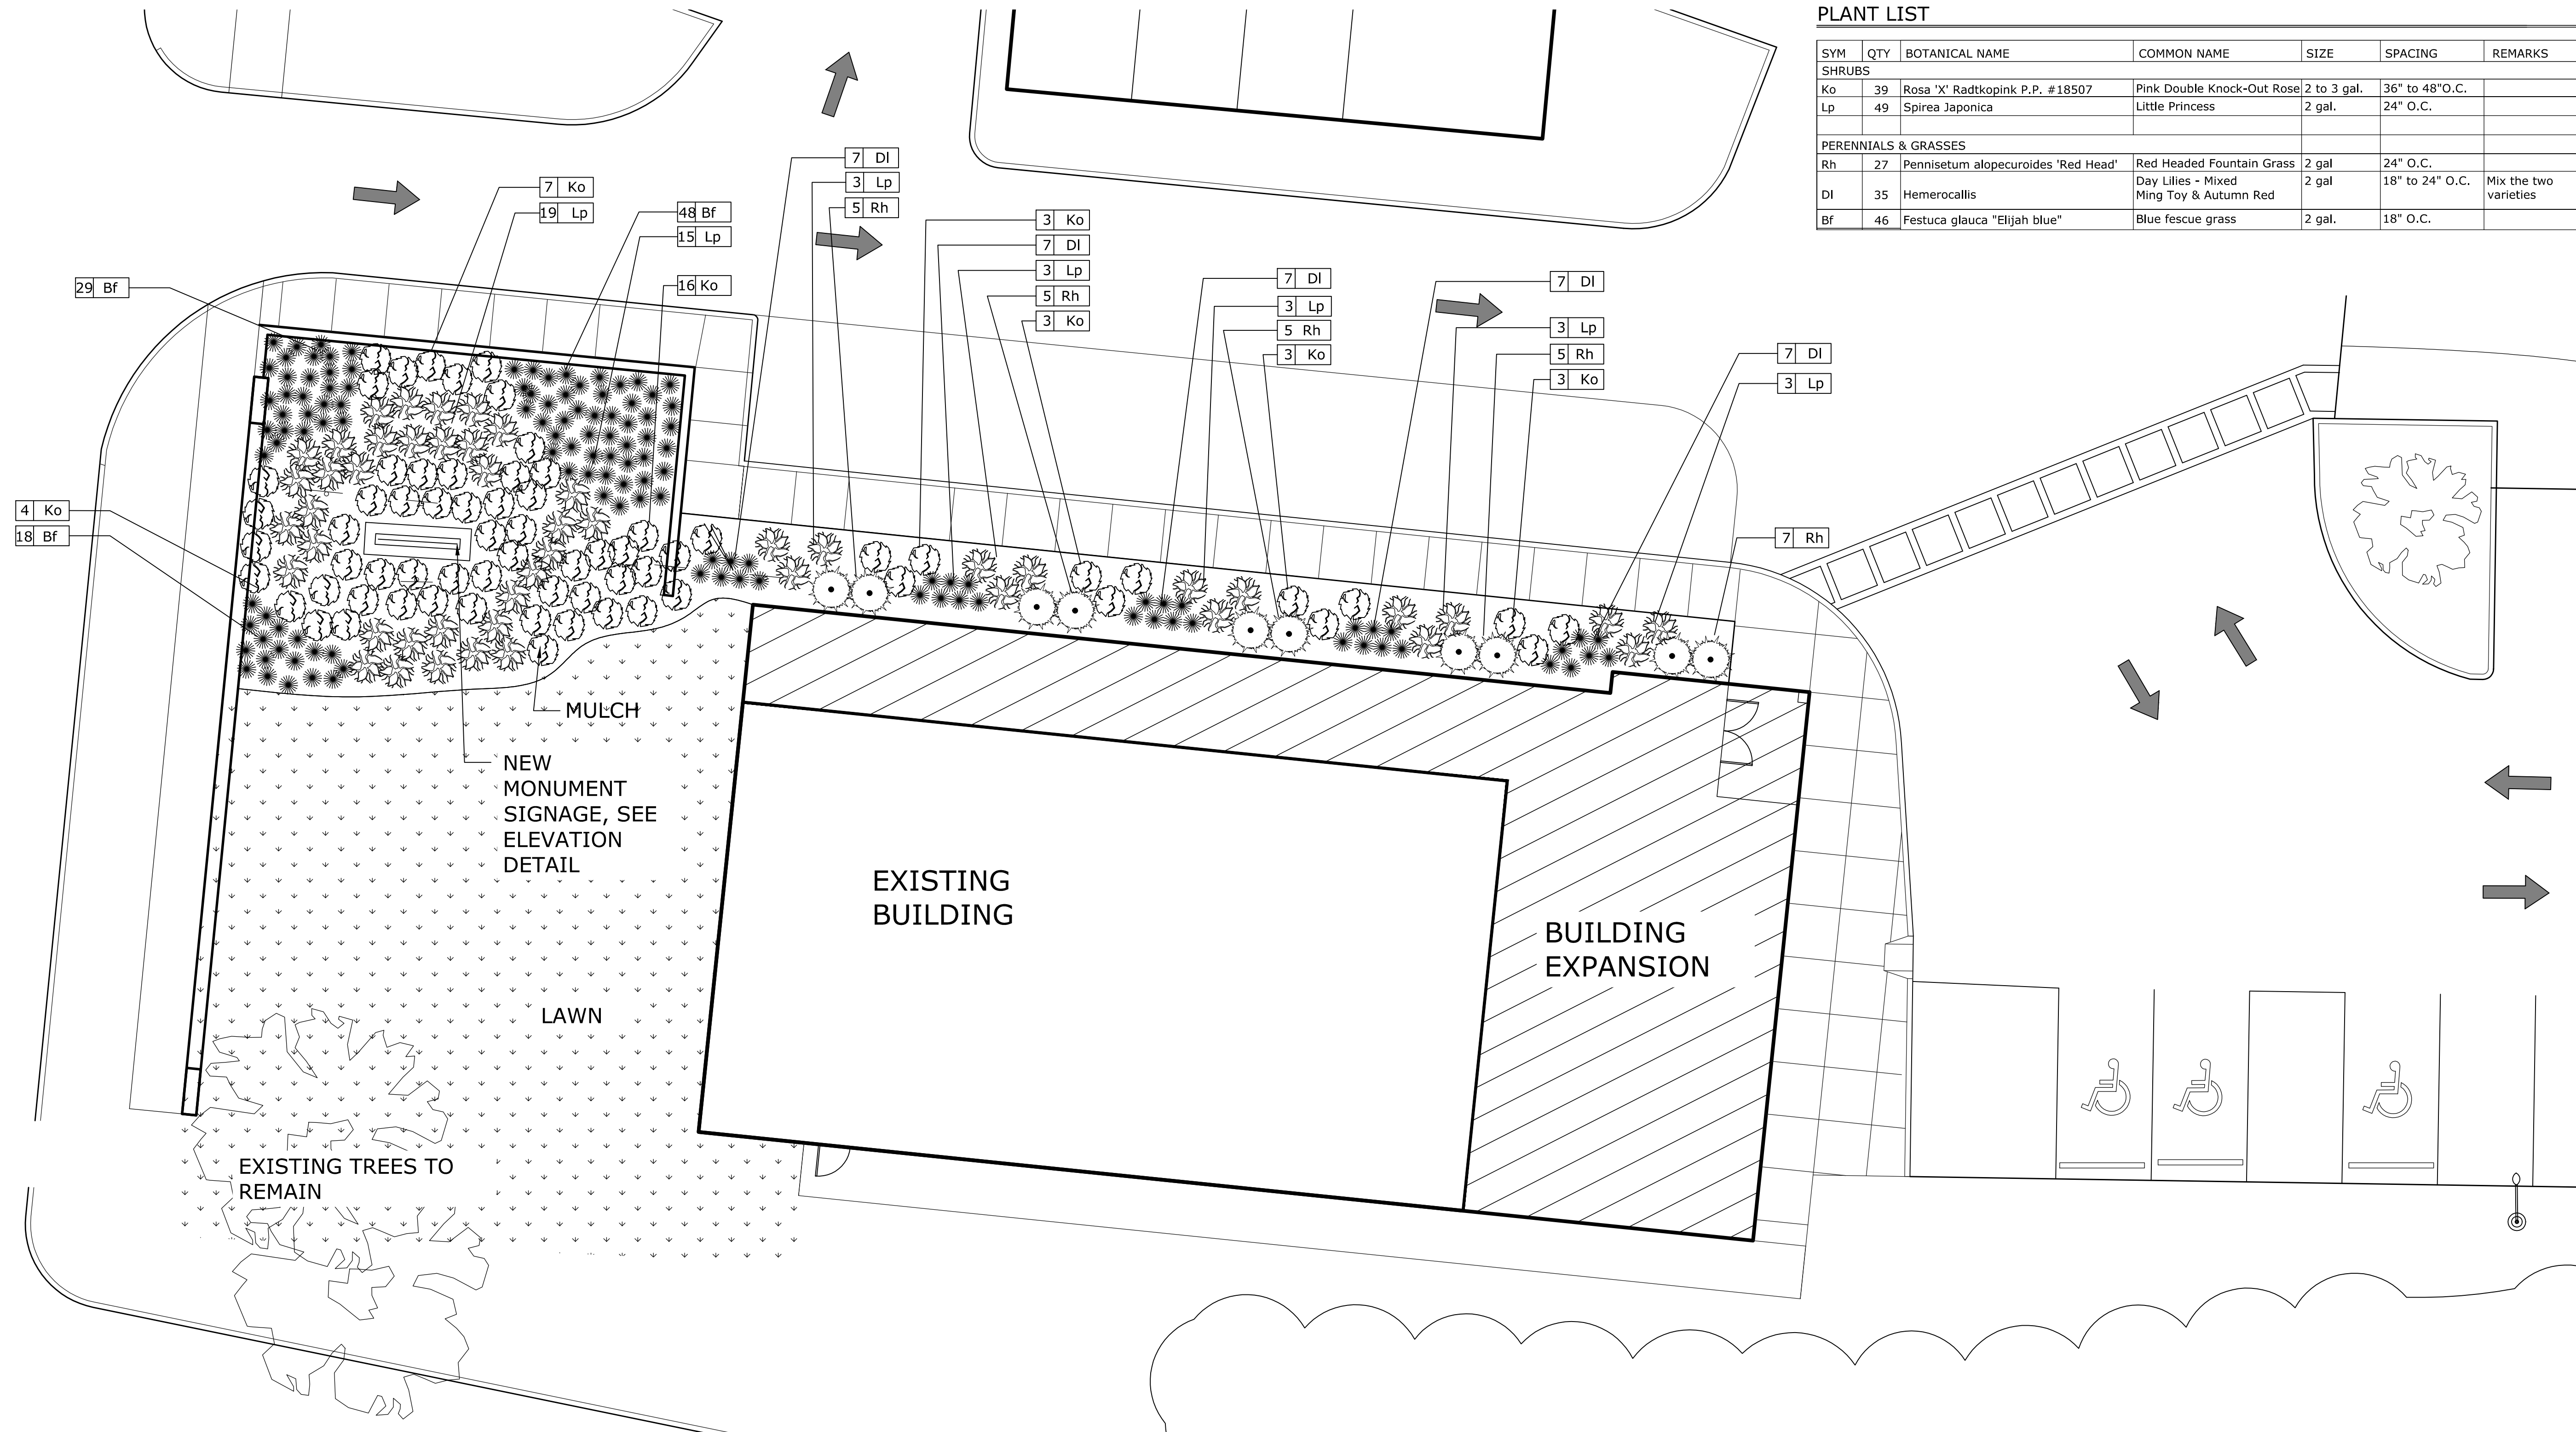 PLANT LIST
SYM QTY BOTANICAL NAME COMMON NAME SIZE SPACING REMARKS
SHRUBS
Ko 39 Rosa 'X' Radtkopink P.P. #18507 Pink Double Knock-Out Rose 2 to 3 gal. 36" to 48"O.C.
Lp 49 Spirea Japonica Little Princess 2 gal. 24" O.C.
PERENNIALS & GRASSES
Rh 27 Pennisetum alopecuroides 'Red Head' Red Headed Fountain Grass 2 gal 24" O.C.
Day Lilies - Mixed 2 gal 18" to 24" O.C. Mix the two
Dl 35 Hemerocallis Ming Toy & Autumn Red varieties
Bf 46 Festuca glauca "Elijah blue" Blue fescue grass 2 gal. 18" O.C.
7 Ko
19 Lp
48 Bf
15 Lp
16 Ko
29 Bf
4 Ko
18 Bf
7 Dl
3 Lp
5 Rh
3 Ko
7 Dl
3 Lp
5 Rh
3 Ko
7 Dl
3 Lp
5 Rh
3 Ko
7 Dl
3 Lp
5 Rh
3 Ko
7 Dl
3 Lp
7 Rh
MULCH
NEW
MONUMENT
SIGNAGE, SEE
ELEVATION
DETAIL
EXISTING
BUILDING
BUILDING
EXPANSION
LAWN
EXISTING TREES TO
REMAIN